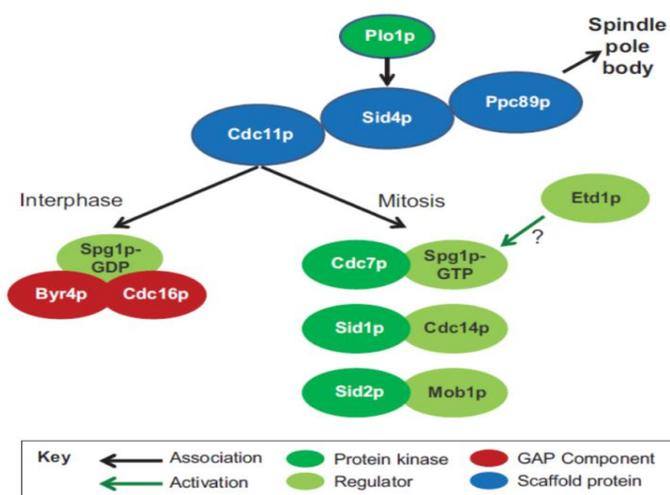 Plo1p
Spindle
pole
body
Ppc89p
Sid4p
Cdc11p
Interphase
Mitosis
Etd1p
?
Spg1p-
GDP
Byr4p
Cdc16p
Cdc7p
Spg1p-
GTP
Sid1p
Cdc14p
Sid2p
Mob1p
Key
Association
Protein kinase
GAP Component
Activation
Regulator
Scaffold protein